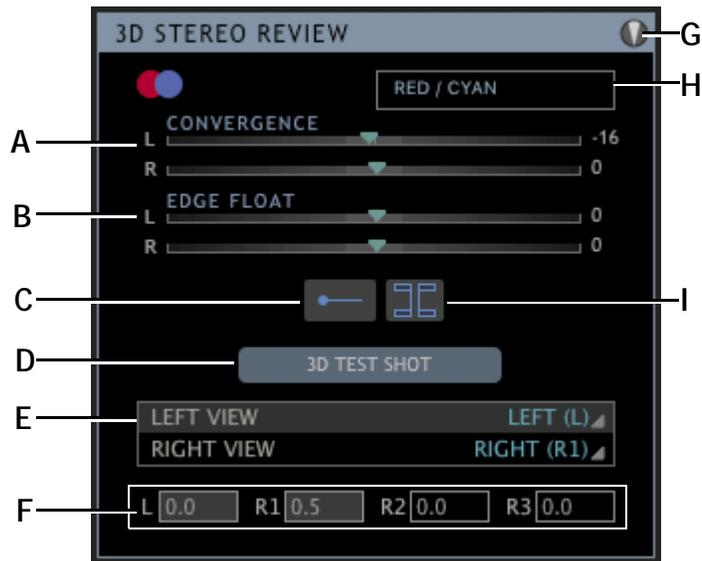 3D STEREO REVIEW
G
RED / CYAN
H
A
CONVERGENCE
L -16
R 0
B
EDGE FLOAT
L 0
R 0
C
I
D
3D TEST SHOT
E
LEFT VIEW LEFT (L)
RIGHT VIEW RIGHT (R1)
F
L 0.0 R1 0.5 R2 0.0 R3 0.0